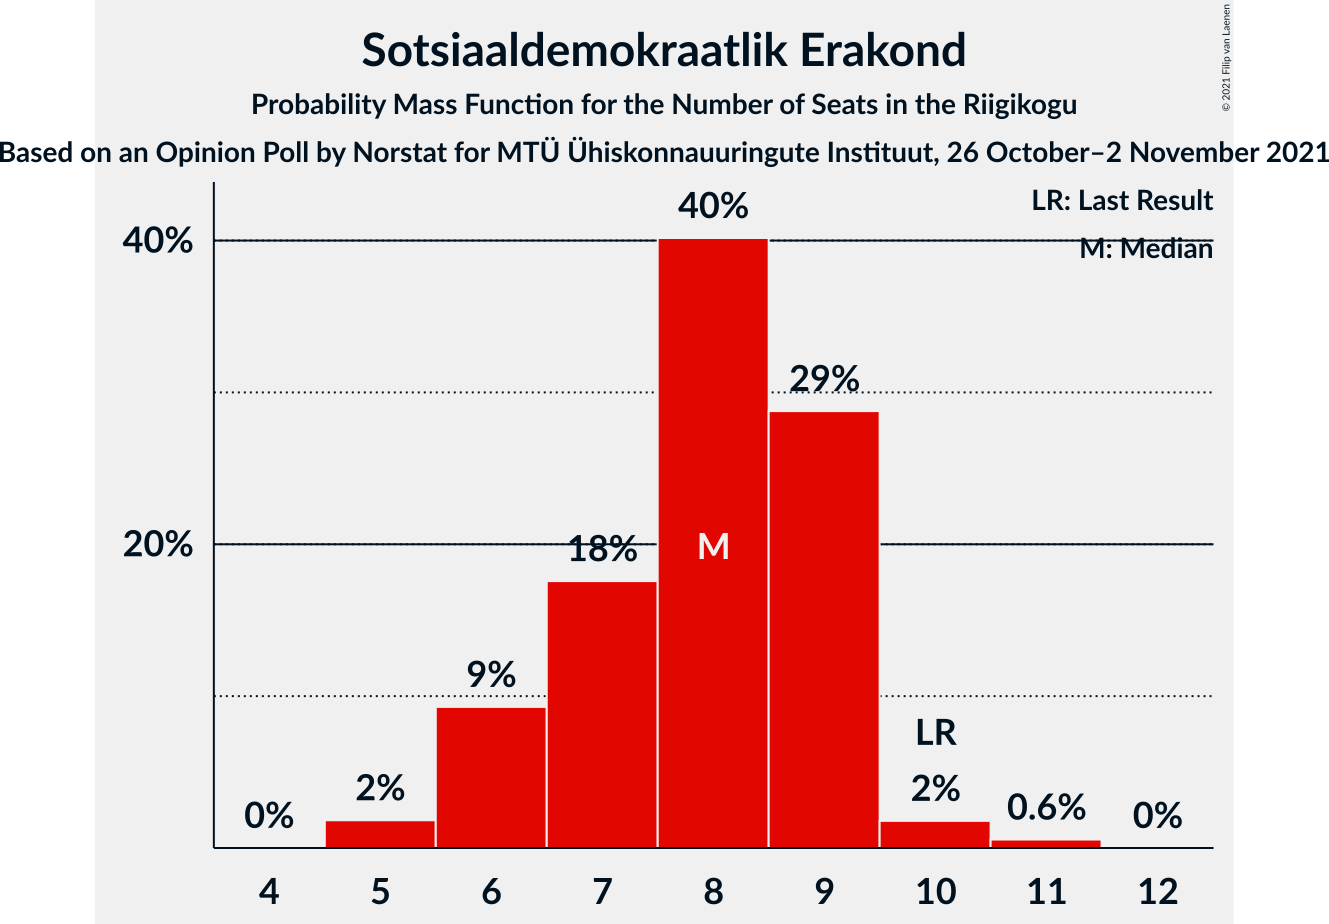 Sotsiaaldemokraatlik Erakond
Probability Mass Function for the Number of Seats in the Riigikogu
Based on an Opinion Poll by Norstat for MTÜ Ühiskonnauuringute Instituut, 26 October–2 November 2021
© 2021 Filip van Laenen
LR: Last Result
M: Median
40%
20%
0%
2%
9%
18%
40%
M
29%
LR
2%
0.6%
0%
4 5 6 7 8 9 10 11 12